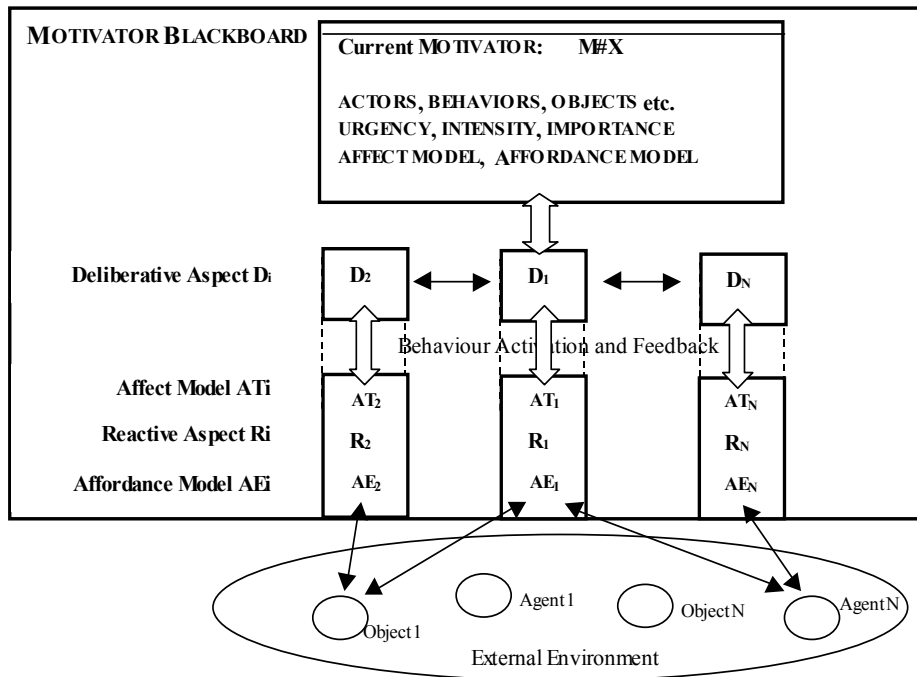 MOTIVATOR BLACKBOARD
Current MOTIVATOR: M#X
ACTORS, BEHAVIORS, OBJECTS etc.
URGENCY, INTENSITY, IMPORTANCE
AFFECT MODEL, AFFORDANCE MODEL
Deliberative Aspect Di D2 D1 DN
Behaviour Activation and Feedback
Affect Model ATi AT2 AT1 ATN
Reactive Aspect Ri R2 R1 RN
Affordance Model AEi AE2 AE1 AEN
Object1 Agent1 ObjectN AgentN
External Environment